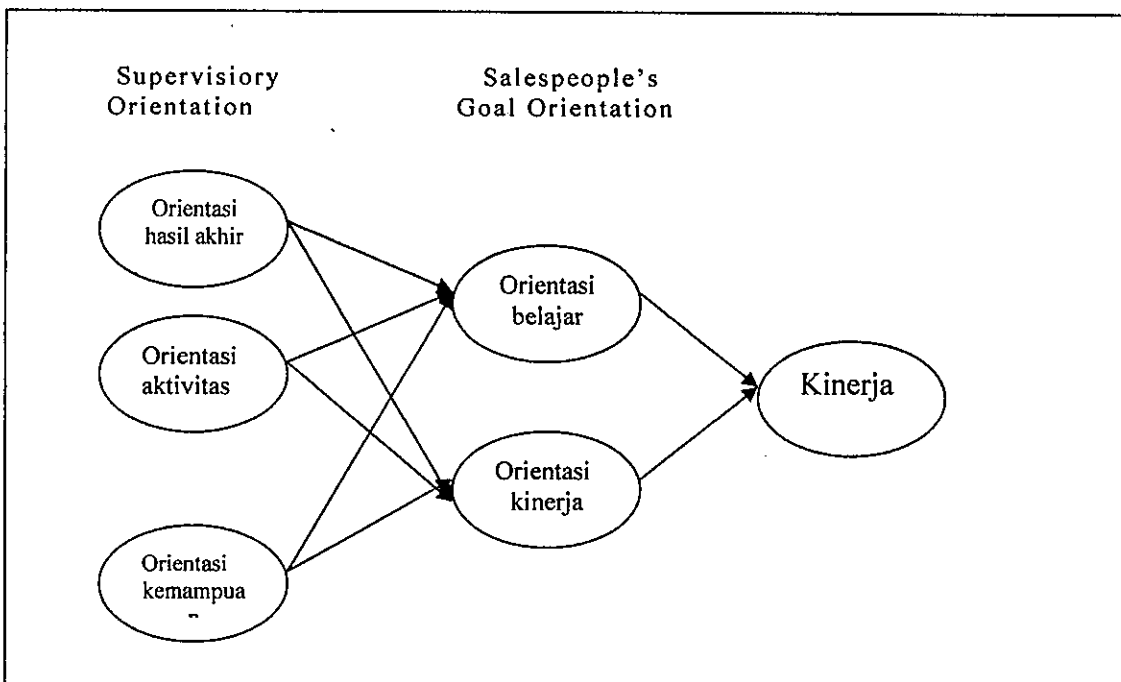 Supervisiory
Orientation
Salespeople's
Goal Orientation
Orientasi
hasil akhir
Orientasi
aktivitas
Orientasi
kemampua
Orientasi
belajar
Orientasi
kinerja
Kinerja